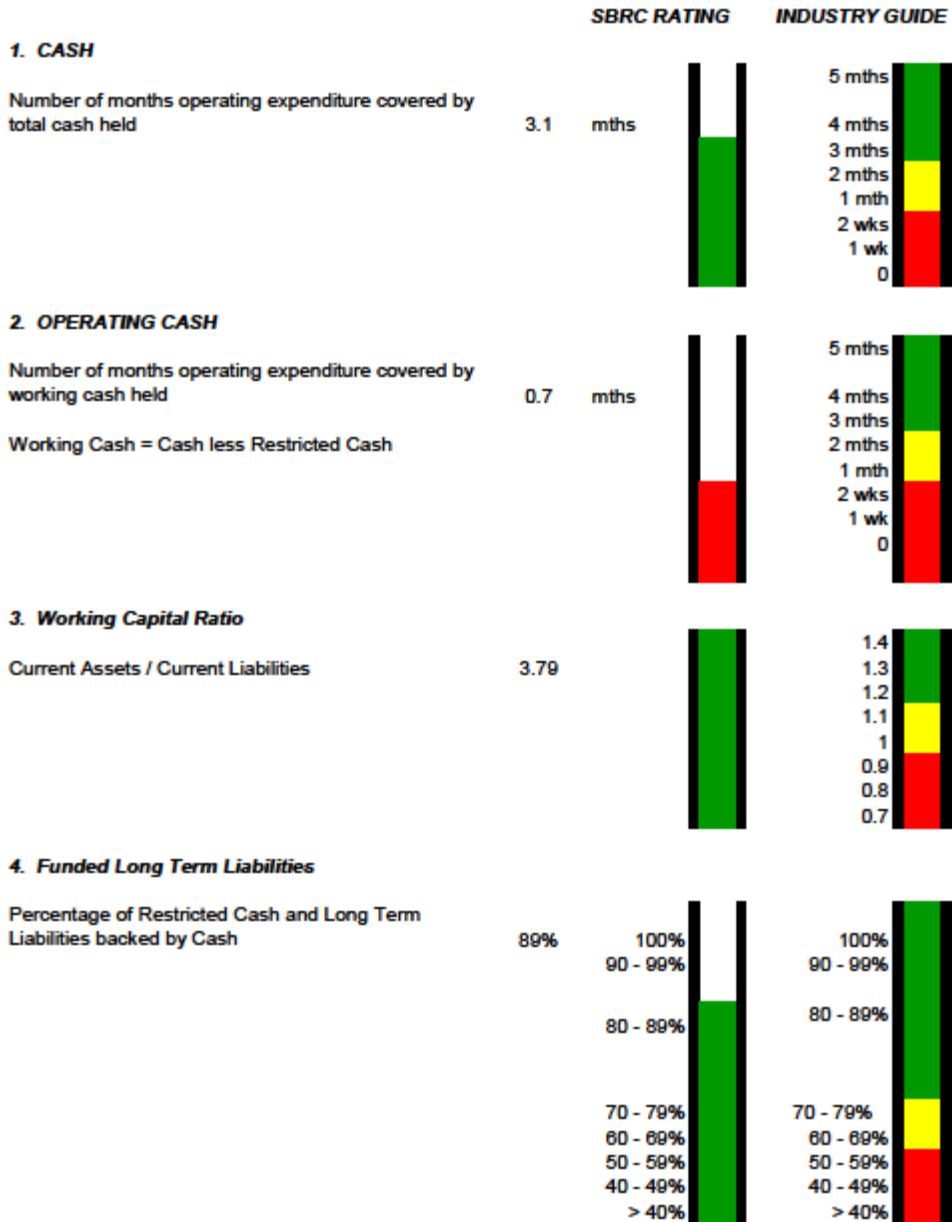 SBRC RATING INDUSTRY GUIDE
1. CASH
5 mths
Number of months operating expenditure covered by
total cash held 3.1 mths 4 mths
3 mths
2 mths
1 mth
2 wks
1 wk
0
2. OPERATING CASH
5 mths
Number of months operating expenditure covered by
working cash held 0.7 mths 4 mths
3 mths
Working Cash = Cash less Restricted Cash 2 mths
1 mth
2 wks
1 wk
0
3. Working Capital Ratio
1.4
Current Assets / Current Liabilities 3.79 1.3
1.2
1.1
1
0.9
0.8
0.7
4. Funded Long Term Liabilities
Percentage of Restricted Cash and Long Term
Liabilities backed by Cash 89% 100% 100%
90 - 99% 90 - 99%
80 - 89% 80 - 89%
70 - 79% 70 - 79%
60 - 69% 60 - 69%
50 - 59% 50 - 59%
40 - 49% 40 - 49%
> 40% > 40%